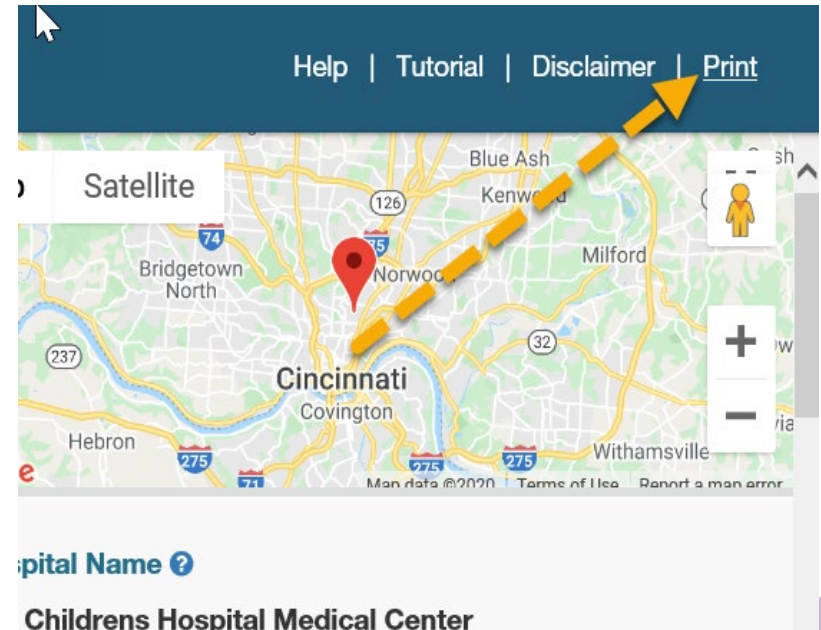 Help | Tutorial | Disclaimer | Print
Satellite
Blue Ash
126
74
75
Bridgetown
North
Milford
237
32
Cincinnati
Covington
Hebron
275
275
275
71
Withamsville
Map data ©2020 Terms of Use Report a map error
spital Name ?
Childrens Hospital Medical Center